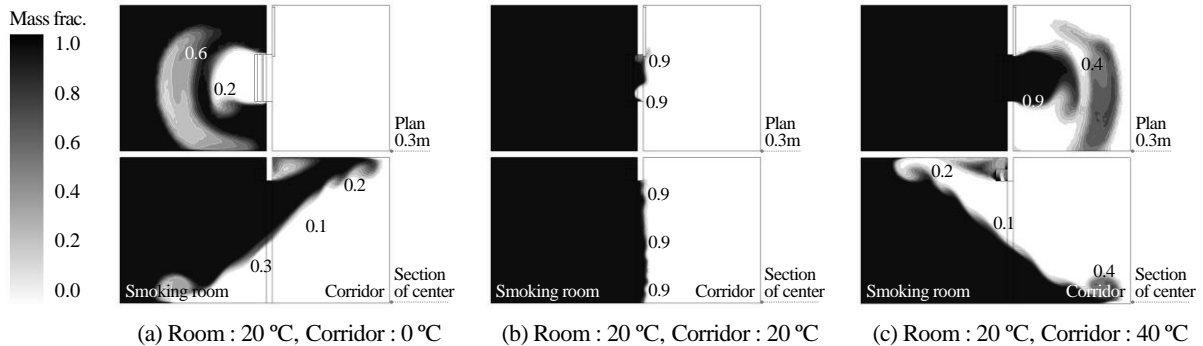 Mass frac.
1.0
0.8
0.6
0.4
0.2
0.0
0.6
0.2
Plan
0.3m
0.2
0.1
0.3
Smoking room
Corridor
Section
of center
(a) Room : 20 ºC, Corridor : 0 ºC
0.9
0.9
Plan
0.3m
0.9
0.9
0.9
Smoking room
Corridor
Section
of center
(b) Room : 20 ºC, Corridor : 20 ºC
0.4
0.9
Plan
0.3m
0.2
0.1
0.4
Smoking room
Corridor
Section
of center
(c) Room : 20 ºC, Corridor : 40 ºC